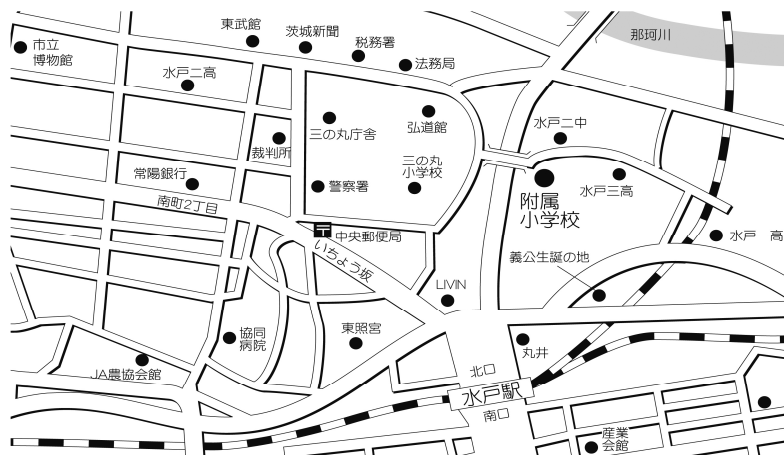 東武館
茨城新聞
税務署
法務局
那珂川
市立
博物館
水戸二高
三の丸庁舎
弘道館
水戸二中
裁判所
常陽銀行
警察署
三の丸
小学校
水戸三高
附属
小学校
南町2丁目
中央郵便局
いちょう坂
水戸　高
義公生誕の地
LIVIN
協同
病院
東照宮
丸井
JA農協会館
北口
水戸駅
南口
産業
会館